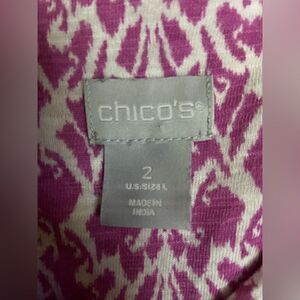 chico's®
2
U.S./SIZE L
MADE IN
INDIA